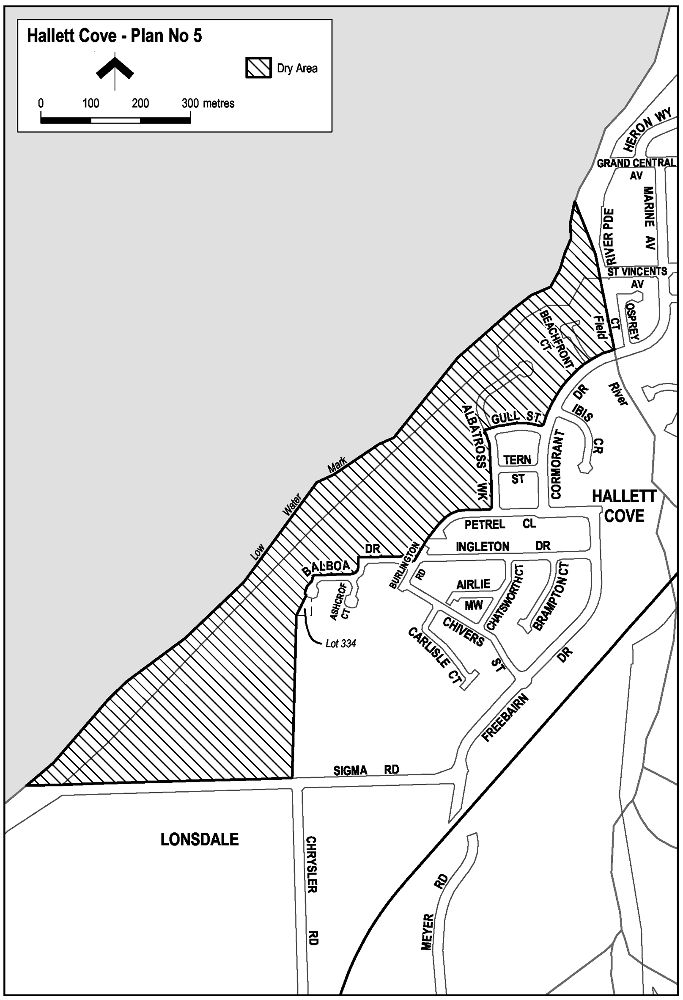 Hallett Cove - Plan No 5
Dry Area
0 100 200 300 metres
HERON WY
GRAND CENTRAL
AV
MARINE AV
RIVER PDE
ST VINCENTS
AV
OSPREY
CT
Field
BEACHFRONT
CT
River
DR
IBIS
CR
GULL ST
ALBATROSS WK
TERN
ST
CORMORANT
HALLETT
COVE
Mark
Water
Low
PETREL CL
INGLETON DR
DR
BALBOA
BURLINGTON
RD
AIRLIE
MW
CHATSWORTH CT
BRAMPTON CT
ASHCROF
CT
CHIVERS
ST
CARLISLE CT
Lot 334
DR
FREEBAIRN
SIGMA RD
LONSDALE
CHRYSLER
RD
RD
MEYER